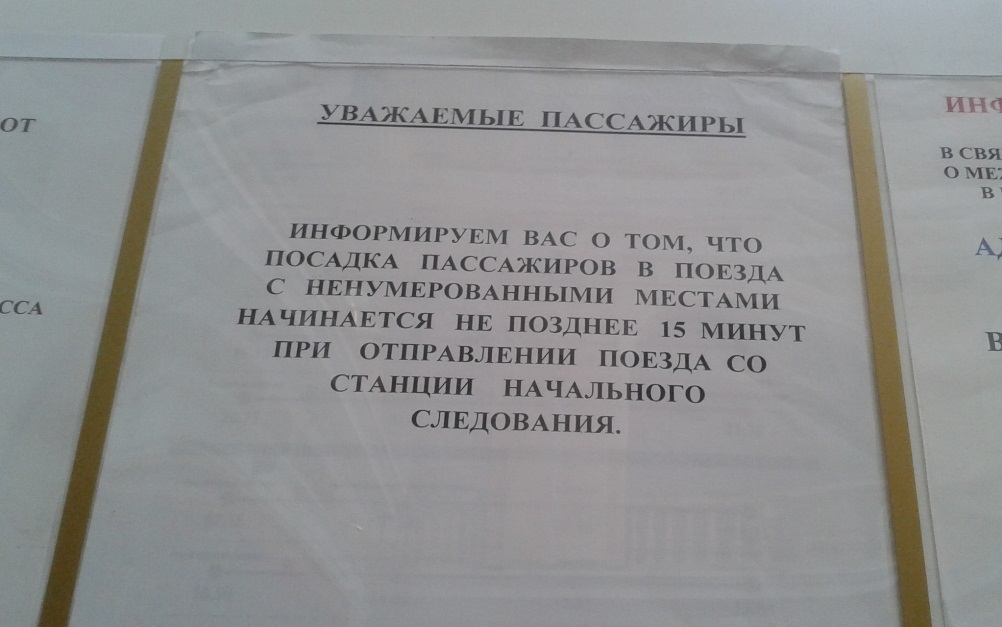 УВАЖАЕМЫЕ ПАССАЖИРЫ
ИНФОРМИРУЕМ ВАС О ТОМ, ЧТО
ПОСАДКА ПАССАЖИРОВ В ПОЕЗДА
С НЕНУМЕРОВАННЫМИ МЕСТАМИ
НАЧИНАЕТСЯ НЕ ПОЗДНЕЕ 15 МИНУТ
ПРИ ОТПРАВЛЕНИИ ПОЕЗДА СО
СТАНЦИИ НАЧАЛЬНОГО
СЛЕДОВАНИЯ.
ОТ
В
О
В